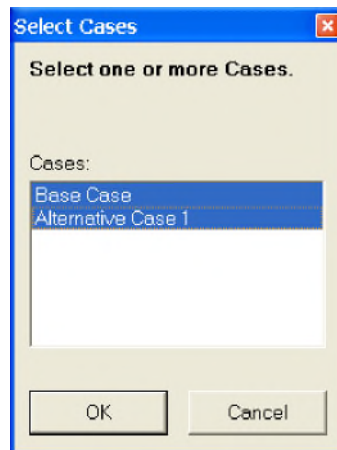 Select Cases
Select one or more Cases.
Cases:
Base Case
Alternative Case 1
OK Cancel